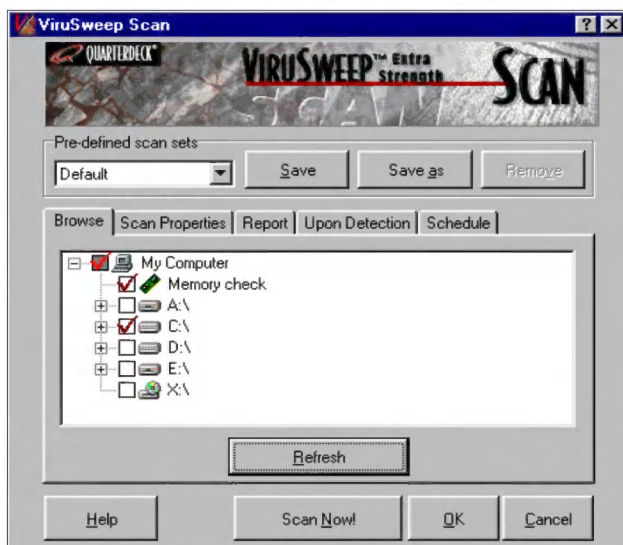 ViruSweep Scan
QUARTERDECK®
VIRUSWEEP™ Extra Strength SCAN
Pre-defined scan sets
Default
Save
Save as
Remove
Browse
Scan Properties
Report
Upon Detection
Schedule
My Computer
Memory check
A:\
C:\
D:\
E:\
X:\
Refresh
Help
Scan Now!
OK
Cancel